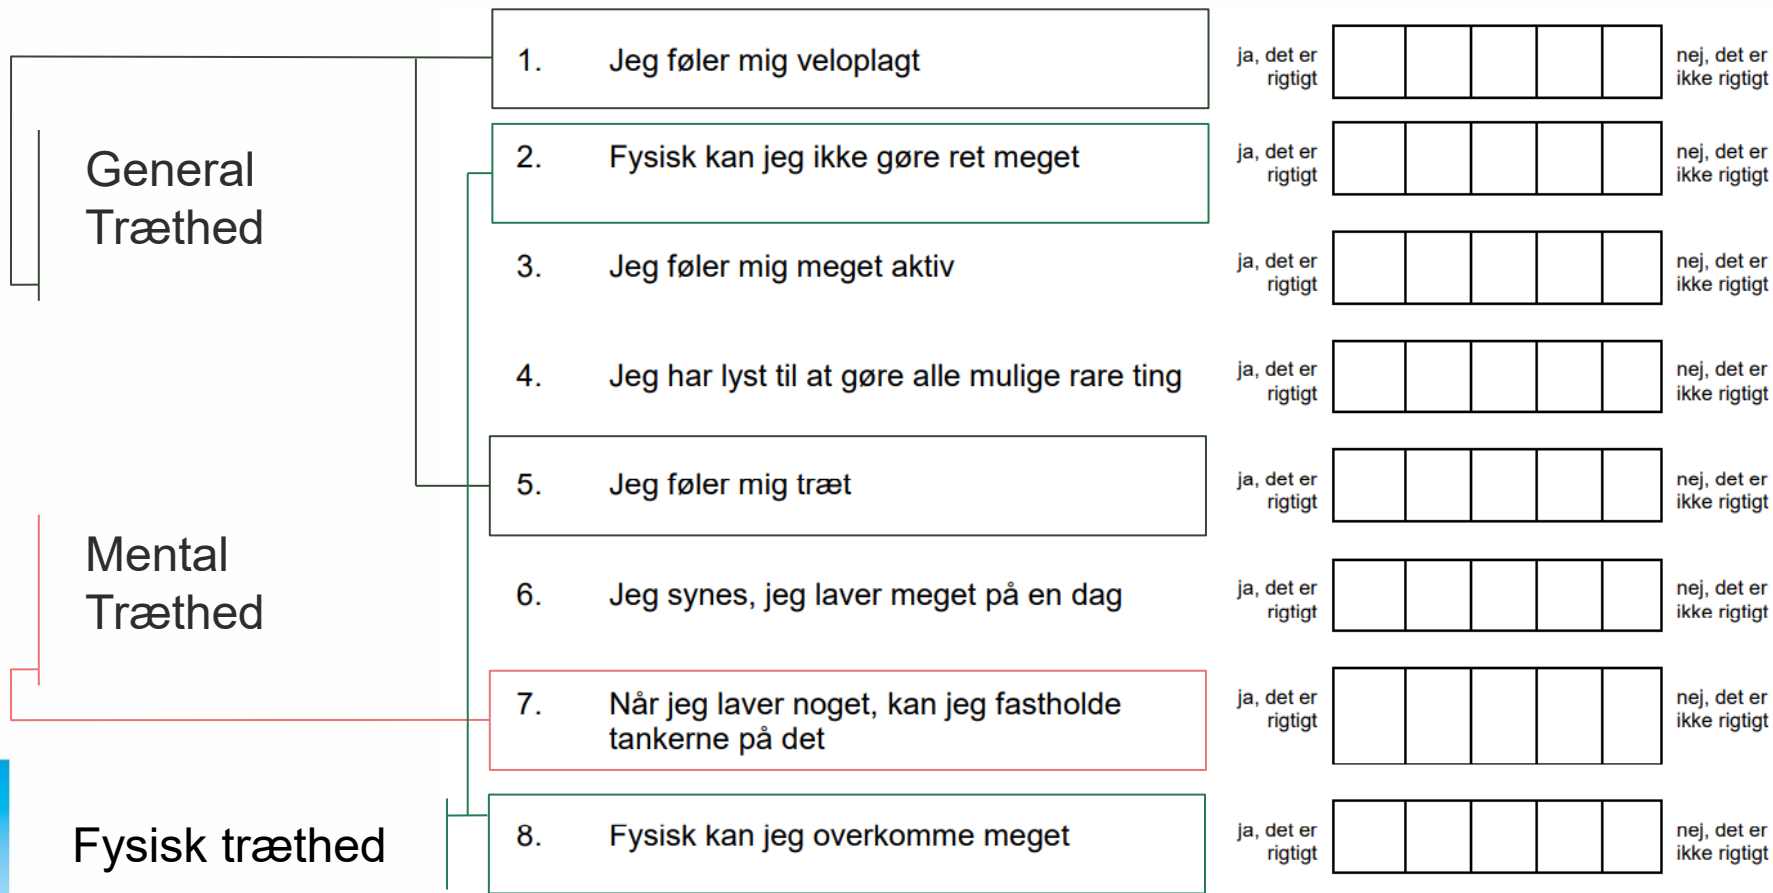 1. Jeg føler mig veloplagt
ja, det er
rigtigt
nej, det er
ikke rigtigt
General
Træthed
2. Fysisk kan jeg ikke gøre ret meget
ja, det er
rigtigt
nej, det er
ikke rigtigt
3. Jeg føler mig meget aktiv
ja, det er
rigtigt
nej, det er
ikke rigtigt
4. Jeg har lyst til at gøre alle mulige rare ting
ja, det er
rigtigt
nej, det er
ikke rigtigt
5. Jeg føler mig træt
ja, det er
rigtigt
nej, det er
ikke rigtigt
Mental
Træthed
6. Jeg synes, jeg laver meget på en dag
ja, det er
rigtigt
nej, det er
ikke rigtigt
7. Når jeg laver noget, kan jeg fastholde
tankerne på det
ja, det er
rigtigt
nej, det er
ikke rigtigt
Fysisk træthed
8. Fysisk kan jeg overkomme meget
ja, det er
rigtigt
nej, det er
ikke rigtigt